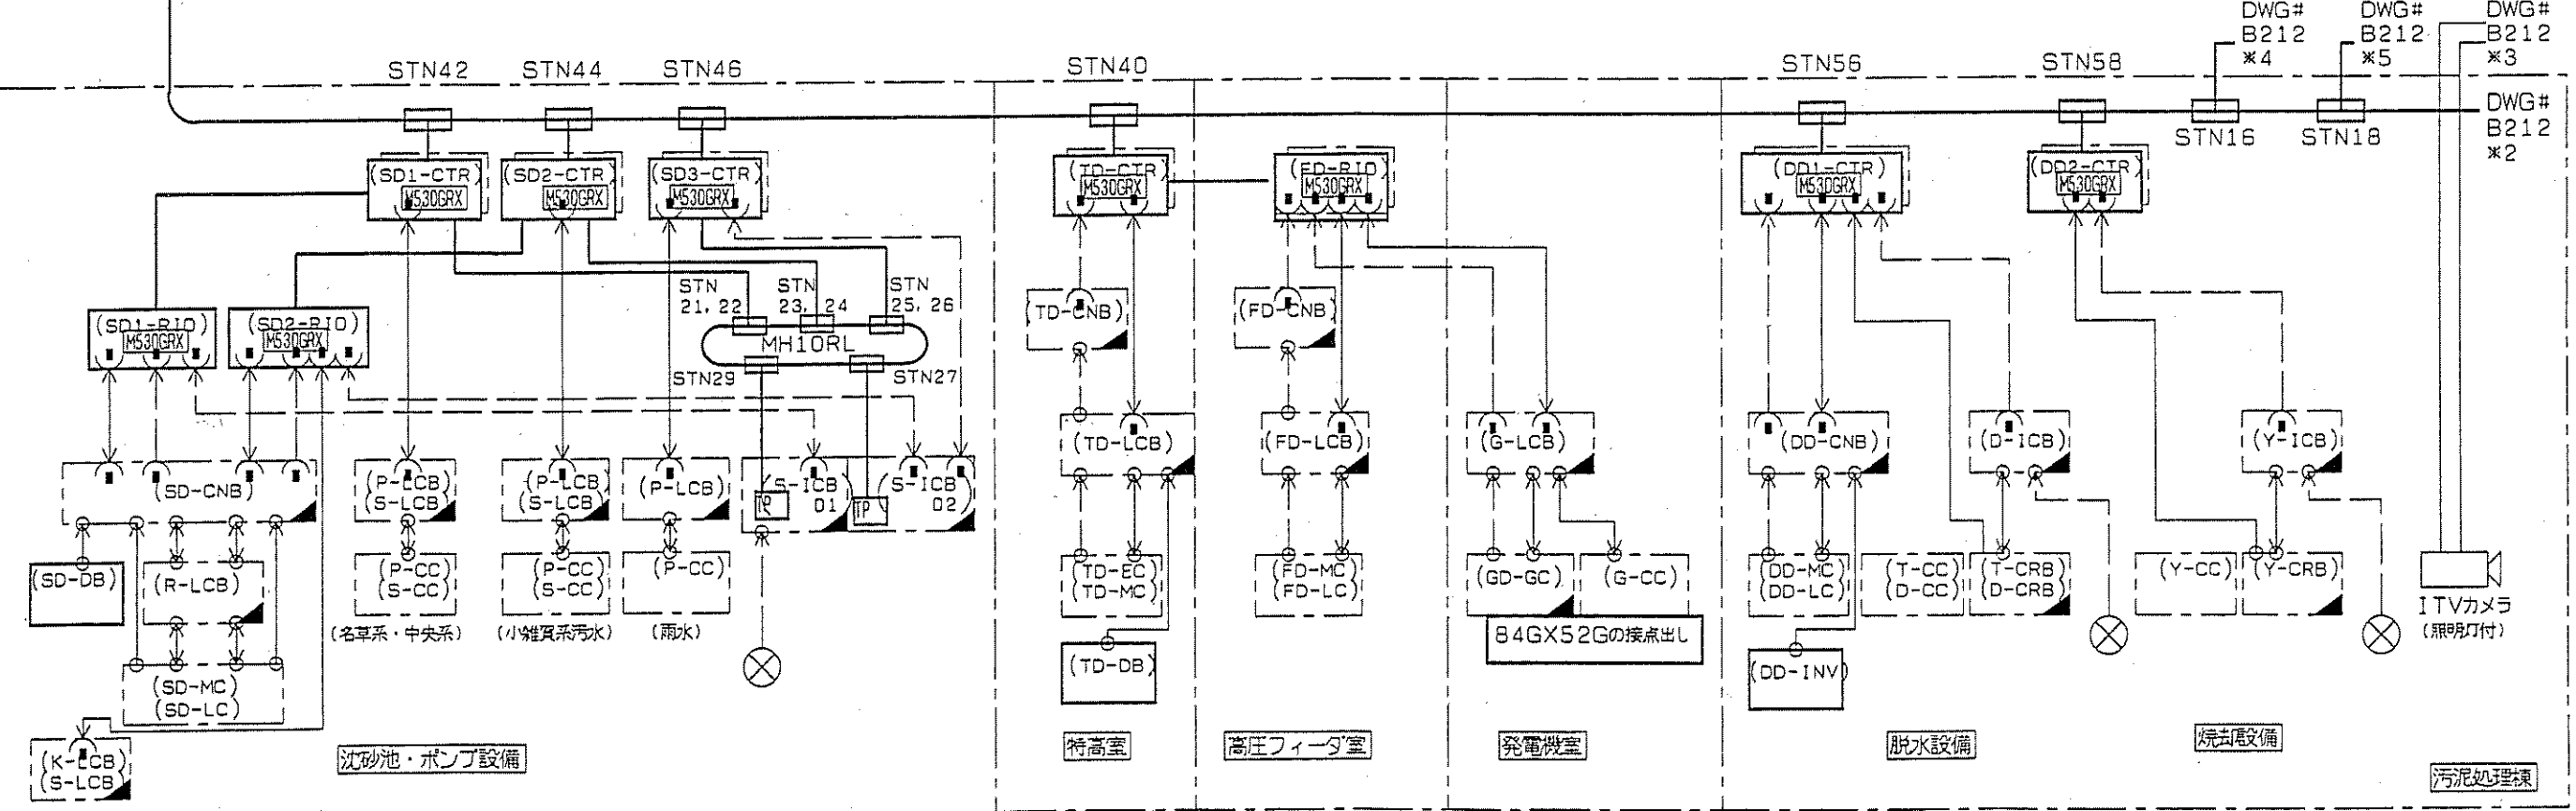 DWG#
B212
※4
DWG#
B212
※5
DWG#
B212
※3
STN42
STN44
STN46
STN40
STN56
STN58
STN16
STN18
DWG#
B212
※2
(SD1-CTR)
M530GRX
(SD2-CTR)
M530GRX
(SD3-CTR)
M530GRX
(TD-CTR)
M530GRX
(FD-RIO)
M530GRX
(DD1-CTR)
M530GRX
(DD2-CTR)
M530GRX
STN
21, 22
STN
23, 24
STN
25, 26
(SD1-RIO)
M530GRX
(SD2-RIO)
M530GRX
MH10RL
STN29
STN27
(TD-CNB)
(FD-CNB)
(TD-LCB)
(FD-LCB)
(G-LCB)
(DD-CNB)
(D-ICB)
(Y-ICB)
(SD-CNB)
(P-LCB)
(S-LCB)
(P-LCB)
(S-LCB)
(P-LCB)
(S-ICB
01)
TP
(S-ICB
02)
TP
(SD-DB)
(R-LCB)
(P-CC)
(S-CC)
(名草系・中央系)
(P-CC)
(S-CC)
(小雑賀系汚水)
(P-CC)
(雨水)
(TD-EC)
(TD-MC)
(FD-MC)
(FD-LC)
(GD-GC)
(G-CC)
84GX52Gの接点出し
(DD-MC)
(DD-LC)
(T-CC)
(D-CC)
(T-CRB)
(D-CRB)
(Y-CC)
(Y-CRB)
ITVカメラ
(照明灯付)
(SD-MC)
(SD-LC)
(TD-DB)
(DD-INV)
(K-LCB)
(S-LCB)
沈砂池・ポンプ設備
特高室
高圧フィーダ室
発電機室
脱水設備
焼却設備
汚泥処理棟